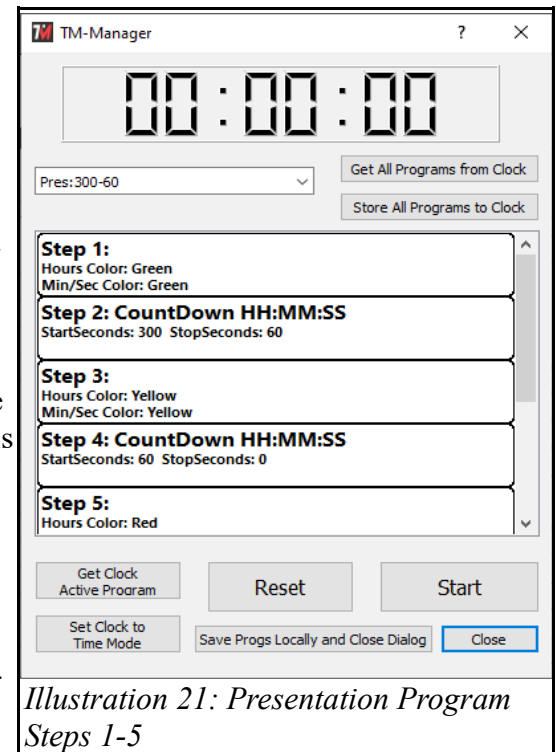 TM-Manager
?
00:00:00
Pres:300-60
Get All Programs from Clock
Store All Programs to Clock
Step 1:
Hours Color: Green
Min/Sec Color: Green
Step 2: CountDown HH:MM:SS
StartSeconds: 300 StopSeconds: 60
Step 3:
Hours Color: Yellow
Min/Sec Color: Yellow
Step 4: CountDown HH:MM:SS
StartSeconds: 60 StopSeconds: 0
Step 5:
Hours Color: Red
Get Clock
Active Program
Reset
Start
Set Clock to
Time Mode
Save Progs Locally and Close Dialog
Close
Illustration 21: Presentation Program
Steps 1-5